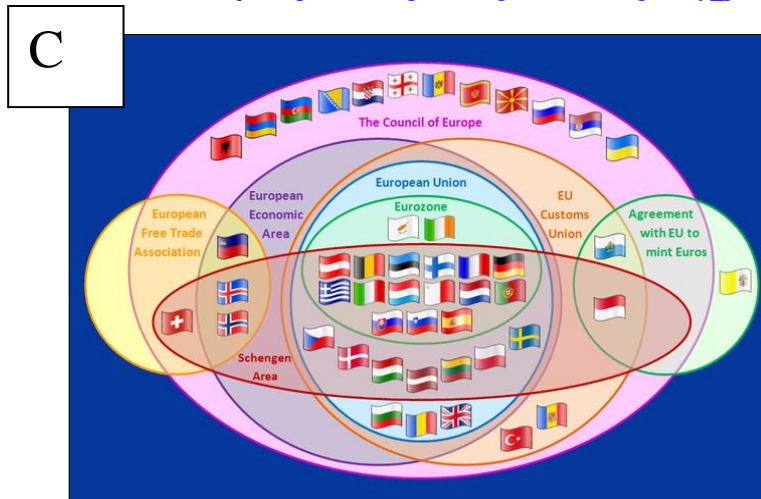 C
The Council of Europe
European Union
European
Economic
Area
EU
Customs
Union
Eurozone
European
Free Trade
Association
Agreement
with EU to
mint Euros
Schengen
Area